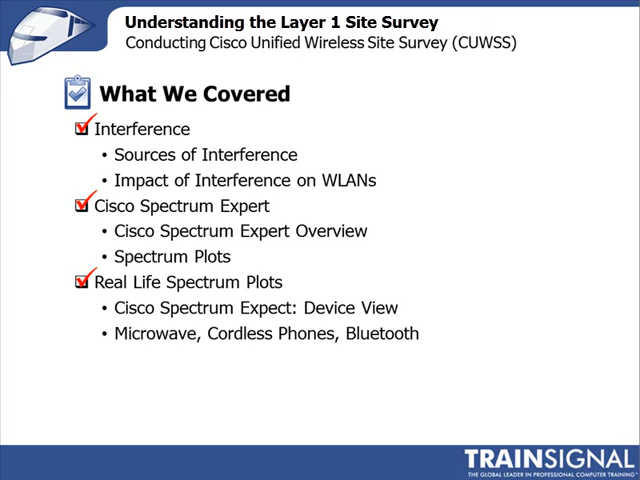 Understanding the Layer 1 Site Survey
Conducting Cisco Unified Wireless Site Survey (CUWSS)
What We Covered
Interference
• Sources of Interference
• Impact of Interference on WLANs
Cisco Spectrum Expert
• Cisco Spectrum Expert Overview
• Spectrum Plots
Real Life Spectrum Plots
• Cisco Spectrum Expect: Device View
• Microwave, Cordless Phones, Bluetooth
TRAINSIGNAL
THE GLOBAL LEADER IN PROFESSIONAL COMPUTER TRAINING